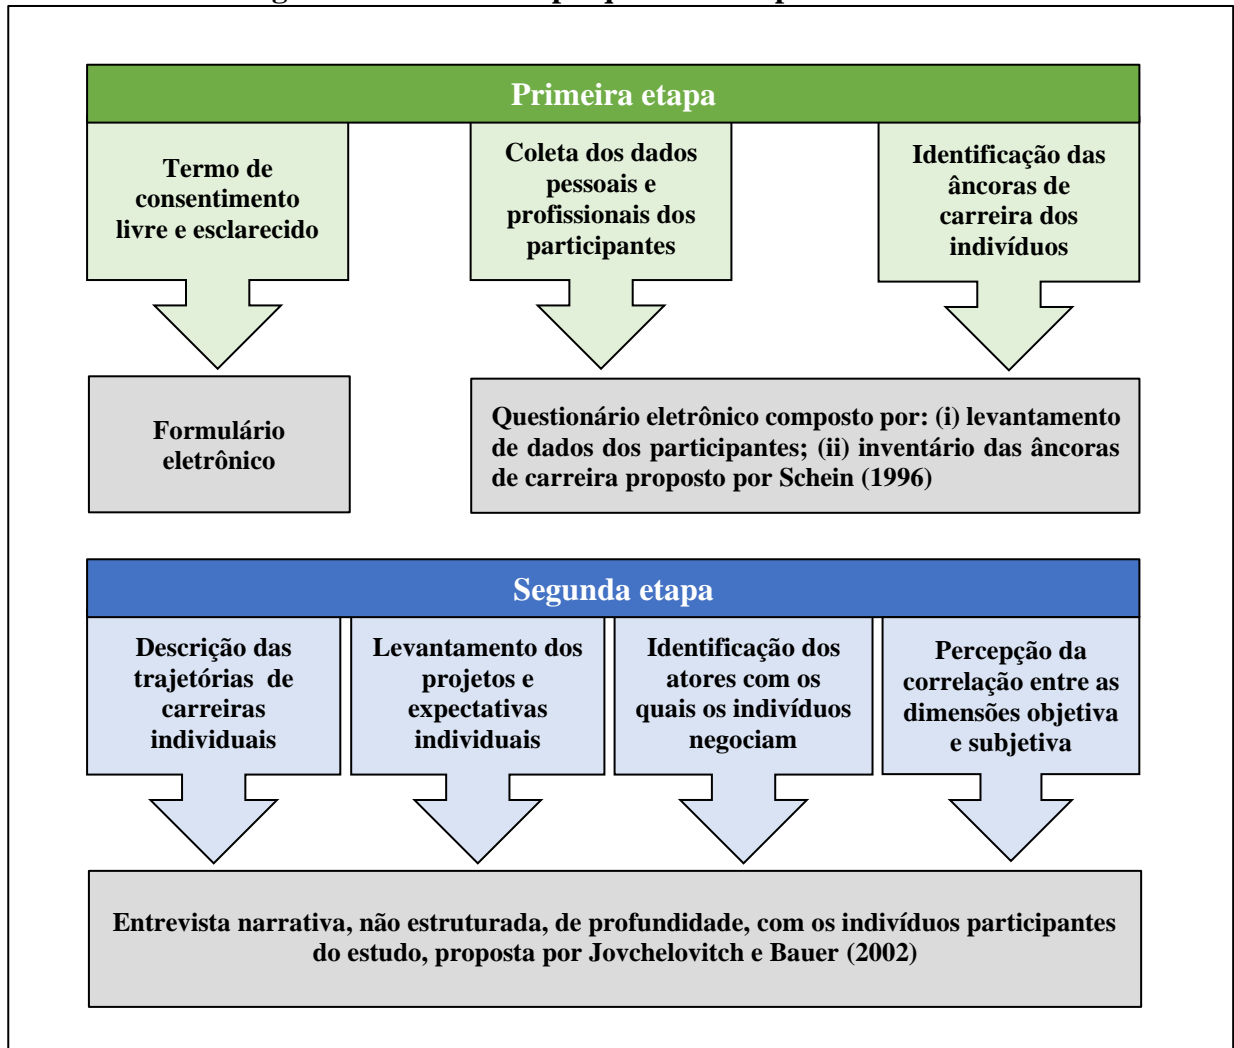 Primeira etapa
Termo de
consentimento
livre e esclarecido
Coleta dos dados
pessoais e
profissionais dos
participantes
Identificação das
âncoras de
carreira dos
indivíduos
Formulário
eletrônico
Questionário eletrônico composto por: (i) levantamento
de dados dos participantes; (ii) inventário das âncoras
de carreira proposto por Schein (1996)
Segunda etapa
Descrição das
trajetórias de
carreiras
individuais
Levantamento dos
projetos e
expectativas
individuais
Identificação dos
atores com os
quais os indivíduos
negociam
Percepção da
correlação entre as
dimensões objetiva
e subjetiva
Entrevista narrativa, não estruturada, de profundidade, com os indivíduos participantes
do estudo, proposta por Jovchelovitch e Bauer (2002)